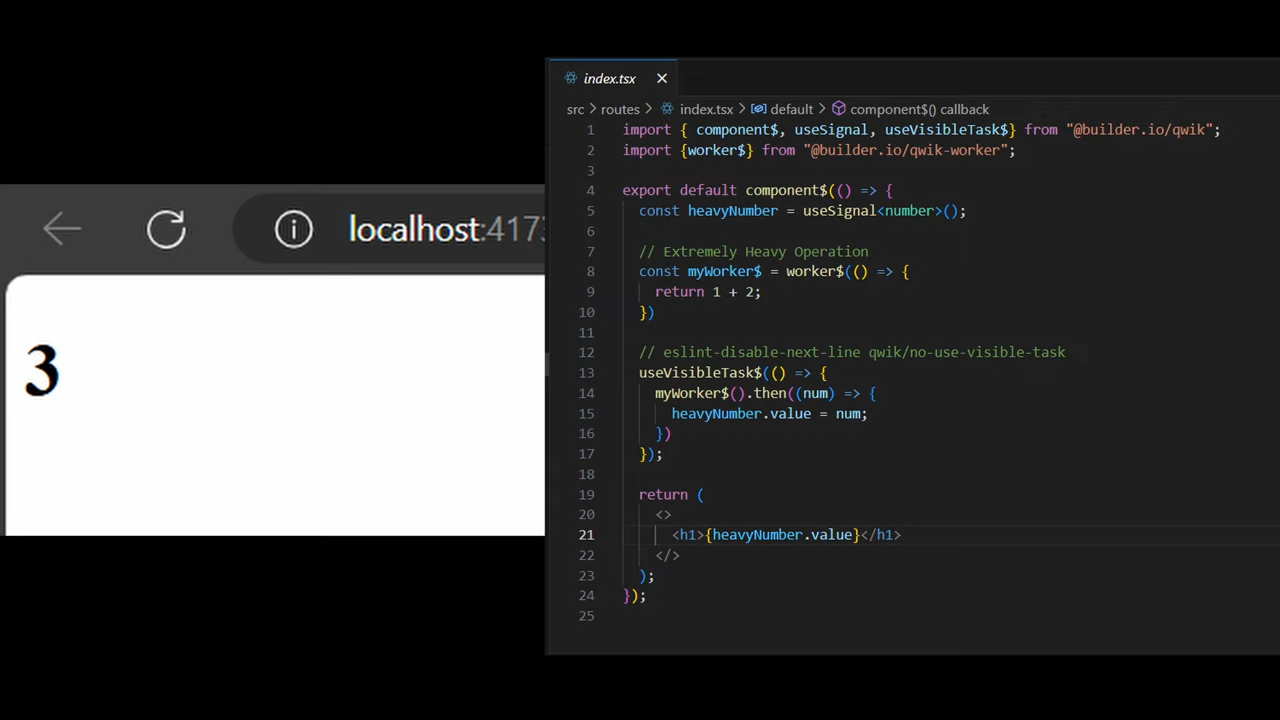 localhost:4173
3
index.tsx
src > routes > index.tsx > default > component$() callback
1 import { component$, useSignal, useVisibleTask$} from "@builder.io/qwik";
2 import {worker$} from "@builder.io/qwik-worker";
3
4 export default component$(() => {
5 const heavyNumber = useSignal<number>();
6
7 // Extremely Heavy Operation
8 const myWorker$ = worker$(() => {
9 return 1 + 2;
10 })
11
12 // eslint-disable-next-line qwik/no-use-visible-task
13 useVisibleTask$(() => {
14 myWorker$().then((num) => {
15 heavyNumber.value = num;
16 })
17 });
18
19 return (
20 <>
21 <h1>{heavyNumber.value}</h1>
22 </>
23 );
24 });
25